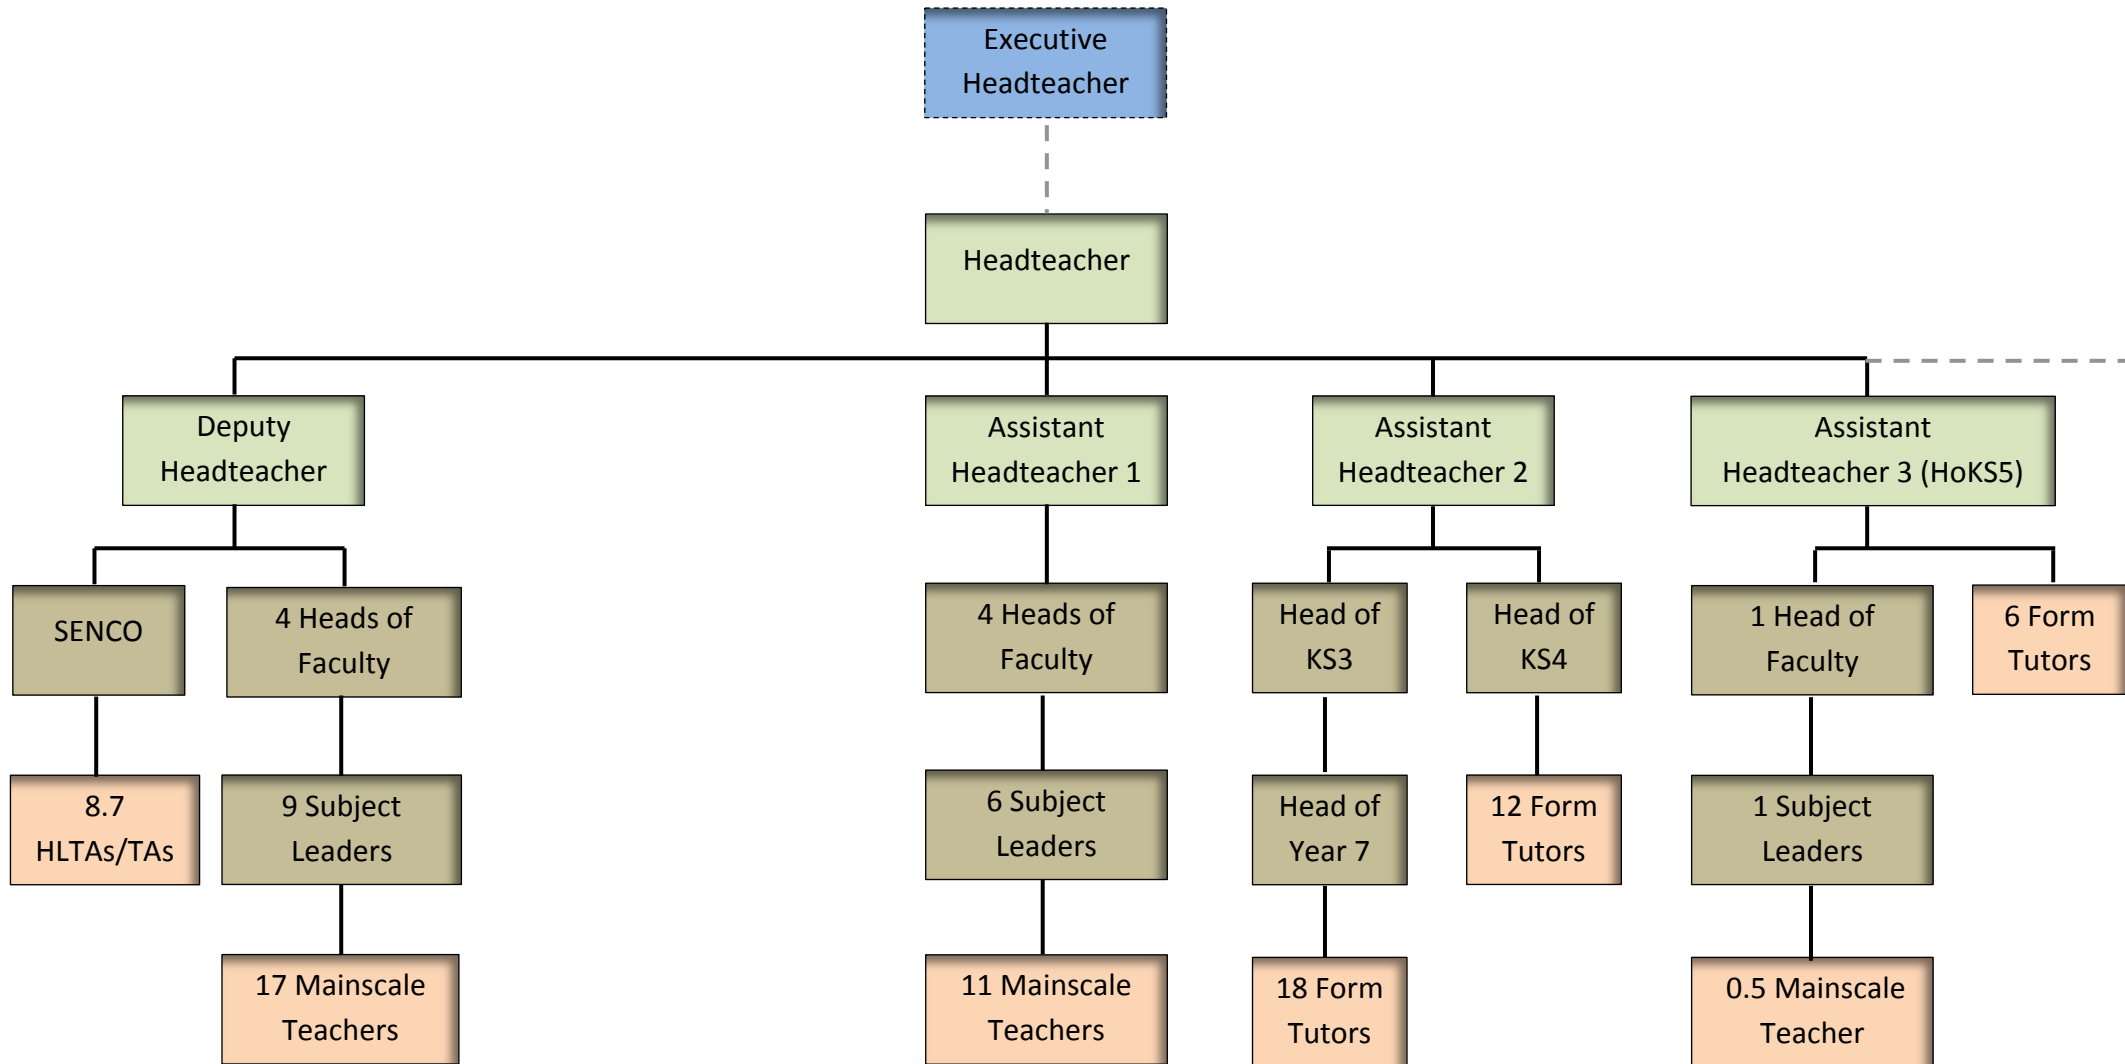 Executive
Headteacher
Headteacher
Deputy
Headteacher
Assistant
Headteacher 1
Assistant
Headteacher 2
Assistant
Headteacher 3 (HoKS5)
SENCO
4 Heads of
Faculty
4 Heads of
Faculty
Head of
KS3
Head of
KS4
1 Head of
Faculty
6 Form
Tutors
8.7
HLTAs/TAs
9 Subject
Leaders
6 Subject
Leaders
Head of
Year 7
12 Form
Tutors
1 Subject
Leaders
17 Mainscale
Teachers
11 Mainscale
Teachers
18 Form
Tutors
0.5 Mainscale
Teacher